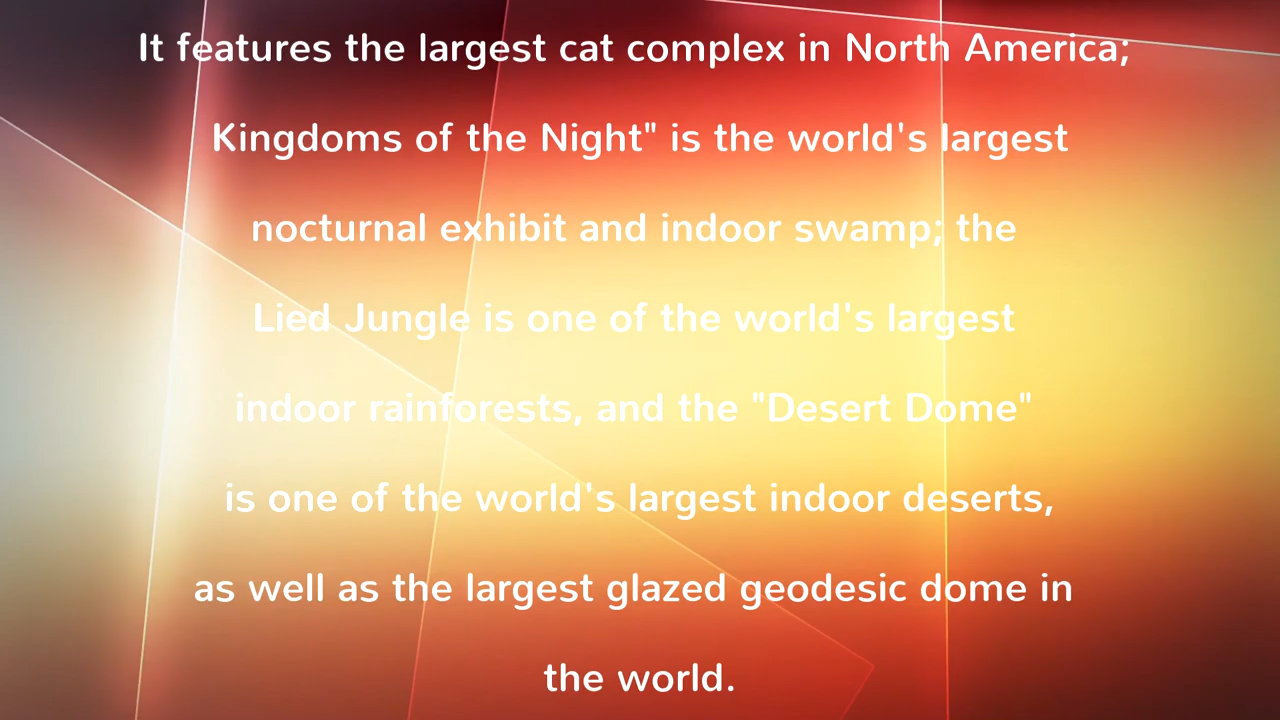 It features the largest cat complex in North America;
Kingdoms of the Night" is the world's largest
nocturnal exhibit and indoor swamp; the
Lied Jungle is one of the world's largest
indoor rainforests, and the "Desert Dome"
is one of the world's largest indoor deserts,
as well as the largest glazed geodesic dome in
the world.